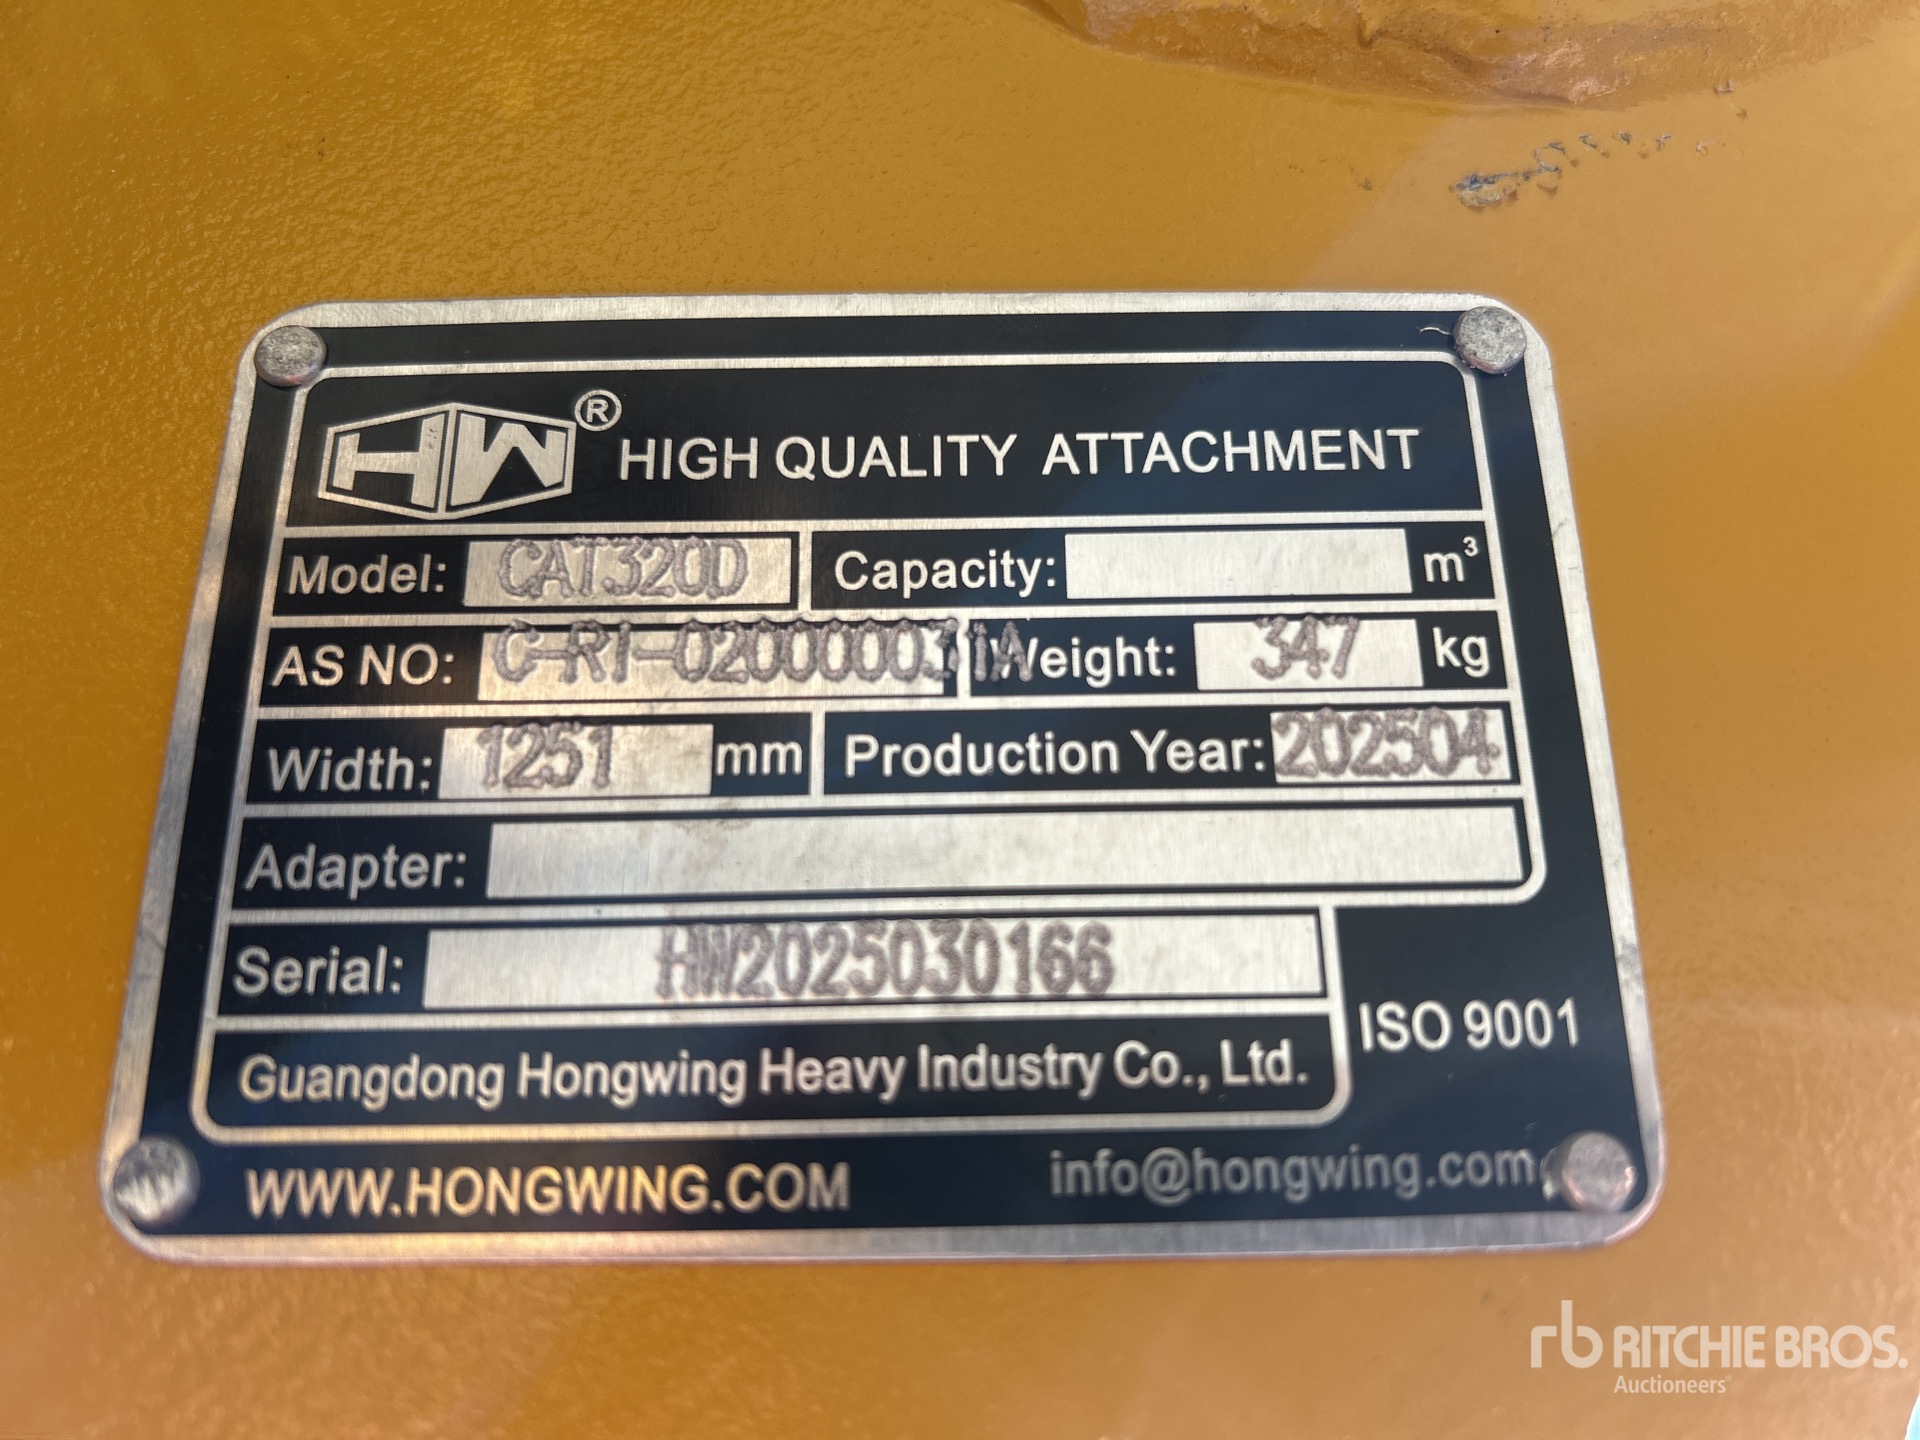 HW® HIGH QUALITY ATTACHMENT
Model: CAT320D Capacity: m³
AS NO: Weight: 347 kg
Width: 1251 mm Production Year: 202504
Adapter:
Serial: HW2025030166
Guangdong Hongwing Heavy Industry Co., Ltd.
ISO 9001
WWW.HONGWING.COM info@hongwing.com
rb RITCHIE BROS.
Auctioneers